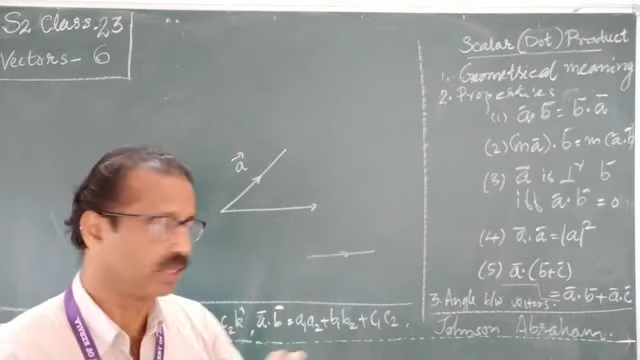 S2 Class. 23
Vectors - 6
a⃗
Scalar (Dot) Product
1. Geometrical meaning
2. Properties
(1) ā.b̄ = b̄.ā
(2) (mā).b̄ = m(ā.b̄)
(3) ā is ⊥r b̄
iff ā.b̄ = 0
(4) ā.ā = |a|²
(5) ā.(b̄+c̄)
= ā.b̄ + ā.c̄
3. Angle b/w vectors
c₂k̂ ā.b̄ = a₁a₂ + b₁b₂ + c₁c₂.
Johnson Abraham.